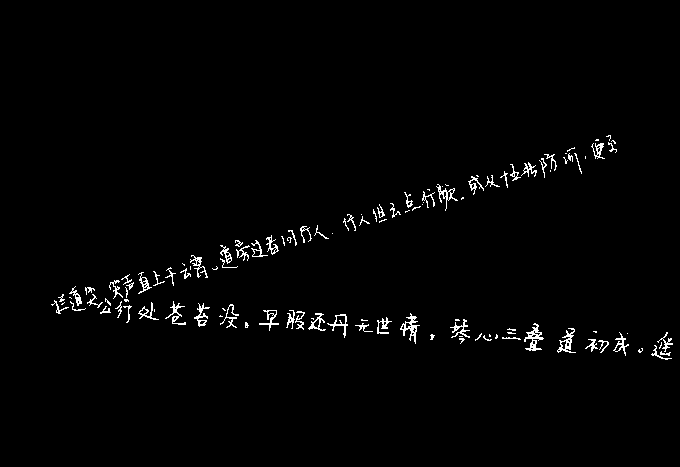 拦道哭，哭声直上干云霄。道旁过者问行人，行人但云点行频。或从十五北防河，便至
公行处苍苔没。早服还丹无世情，琴心三叠道初成。遥